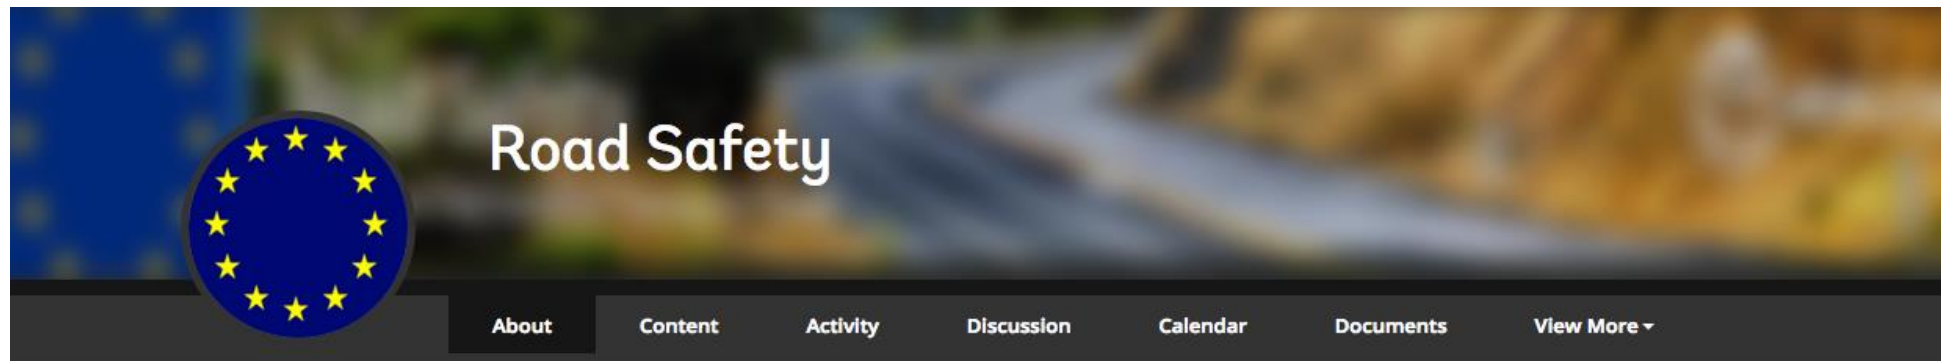 Road Safety
About Content Activity Discussion Calendar Documents View More